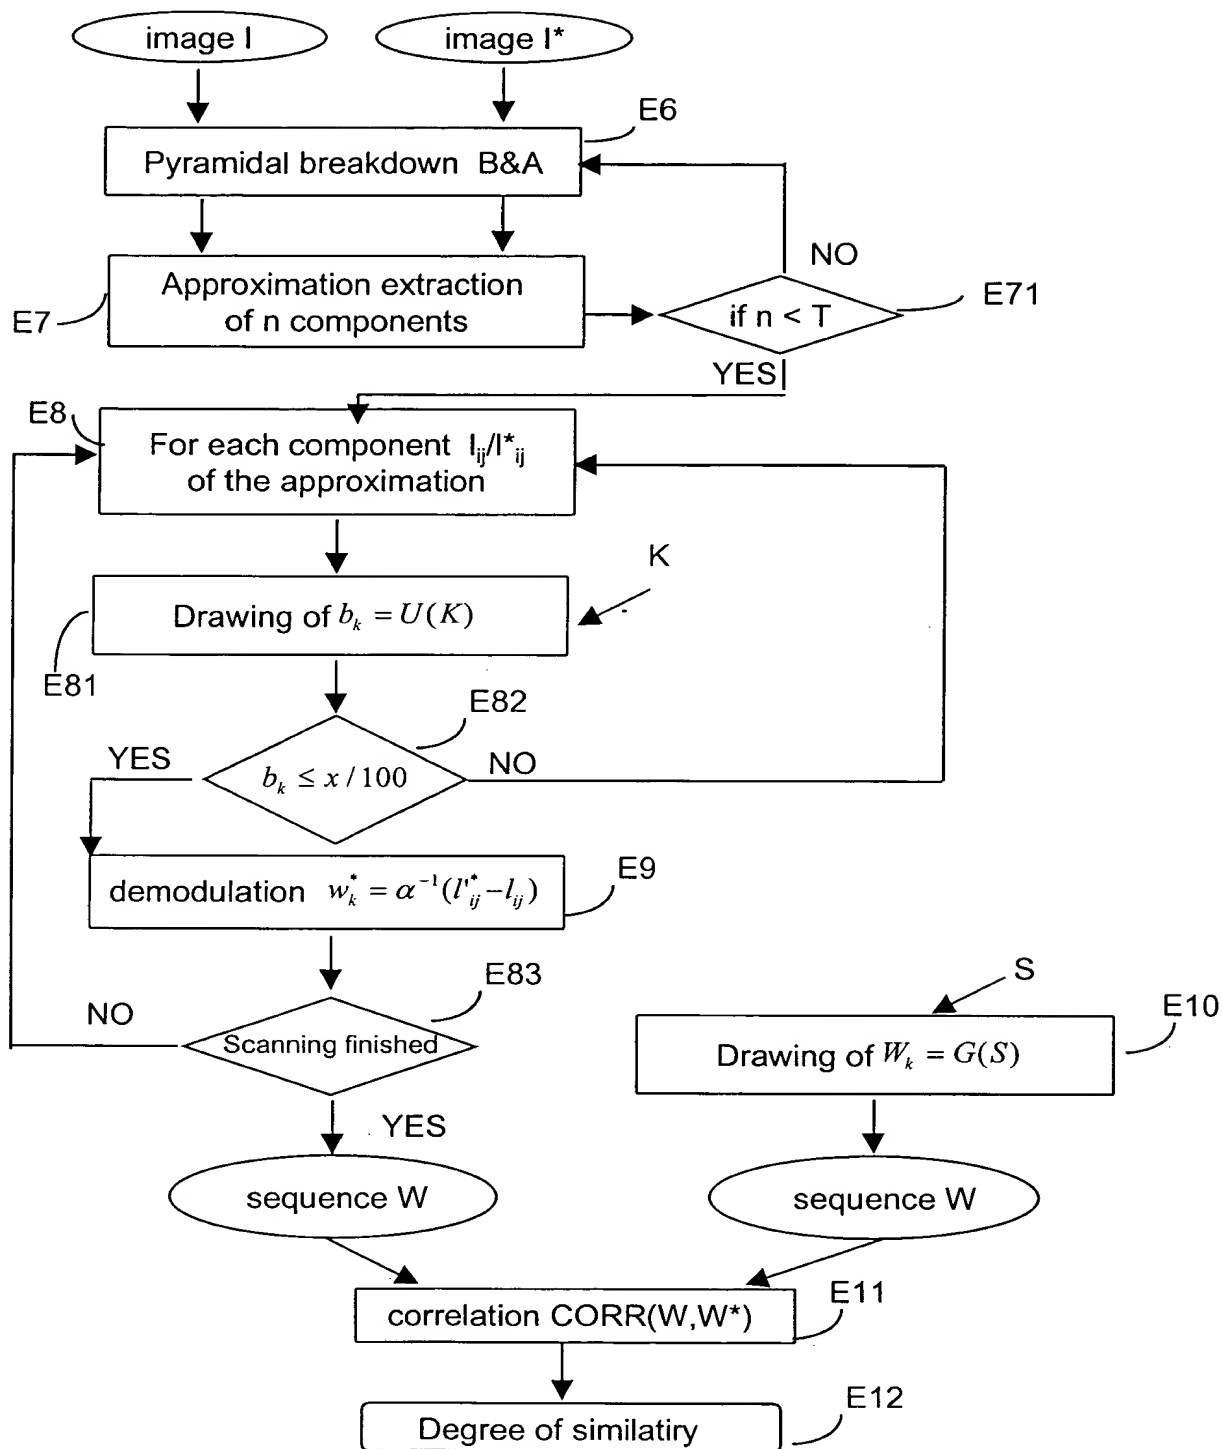 image I
image I*
E6
Pyramidal breakdown B&A
NO
Approximation extraction
of n components
E7
if n < T
E71
YES
E8
For each component I_ij/I*_ij
of the approximation
K
Drawing of b_k = U(K)
E81
E82
YES
b_k ≤ x / 100
NO
demodulation w_k^* = α^{-1}(l'^*_ij − l_ij)
E9
E83
NO
Scanning finished
S
E10
Drawing of W_k = G(S)
YES
sequence W
sequence W
E11
correlation CORR(W,W*)
E12
Degree of similatiry